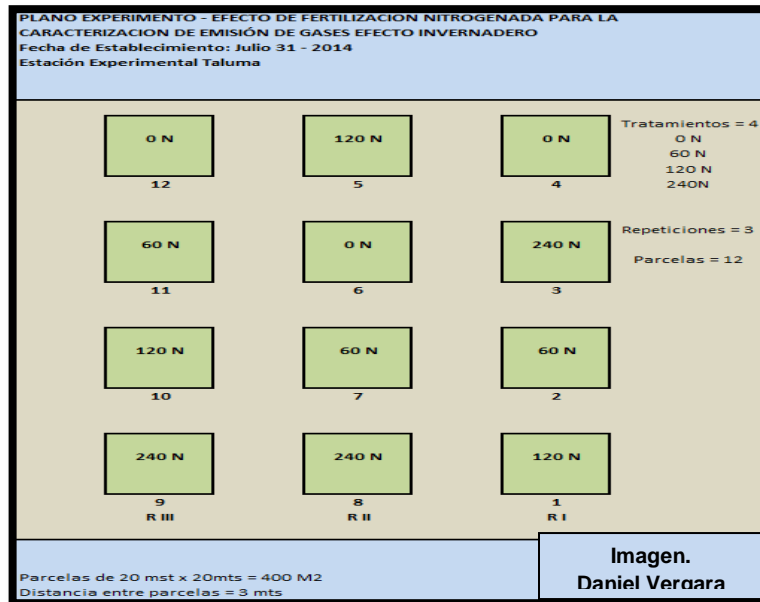 PLANO EXPERIMENTO - EFECTO DE FERTILIZACION NITROGENADA PARA LA
CARACTERIZACION DE EMISIÓN DE GASES EFECTO INVERNADERO
Fecha de Establecimiento: Julio 31 - 2014
Estación Experimental Taluma
0 N
120 N
0 N
12
5
4
Tratamientos = 4
0 N
60 N
120 N
240N
60 N
0 N
240 N
11
6
3
Repeticiones = 3
Parcelas = 12
120 N
60 N
60 N
10
7
2
240 N
240 N
120 N
9
8
1
R III
R II
R I
Parcelas de 20 mst x 20mts = 400 M2
Distancia entre parcelas = 3 mts
Imagen.
Daniel Vergara